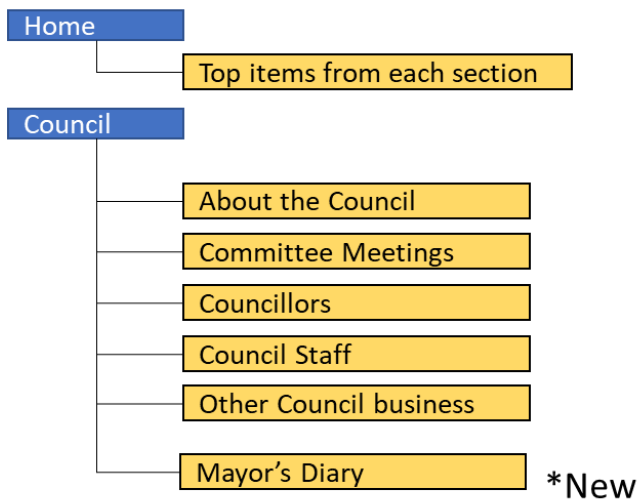 Home
Top items from each section
Council
About the Council
Committee Meetings
Councillors
Council Staff
Other Council business
Mayor's Diary
*New